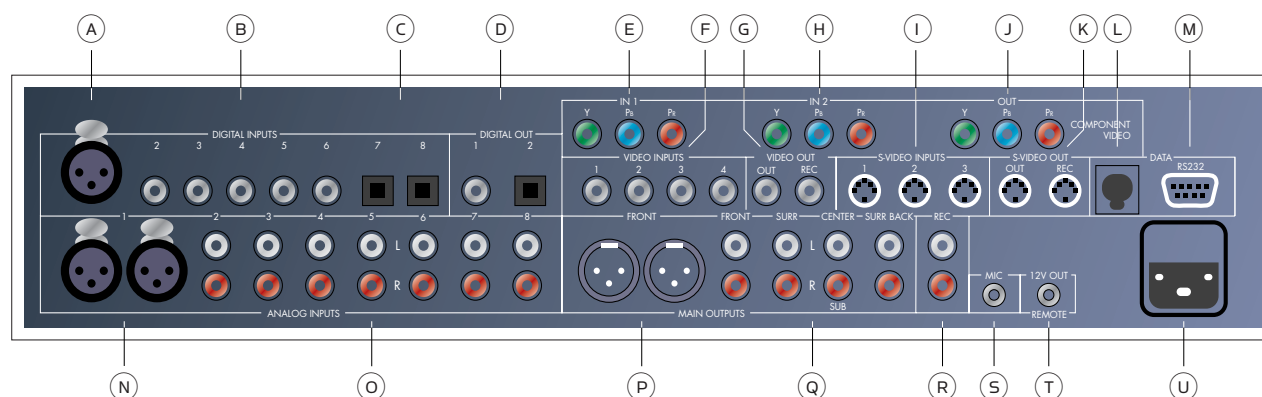 A B C D E F G H I J K L M
IN 1 IN 2 OUT
Y PB PR Y PB PR Y PB PR
COMPONENT
VIDEO
DIGITAL INPUTS DIGITAL OUT
2 3 4 5 6 7 8 1 2
VIDEO INPUTS VIDEO OUT S-VIDEO INPUTS S-VIDEO OUT DATA
1 2 3 4 OUT REC 1 2 3 OUT REC RS232
1 2 3 4 5 6 7 8
FRONT FRONT SURR CENTER SURR BACK REC
L L
MIC 12V OUT
R R
SUB
ANALOG INPUTS MAIN OUTPUTS REMOTE
N O P Q R S T U